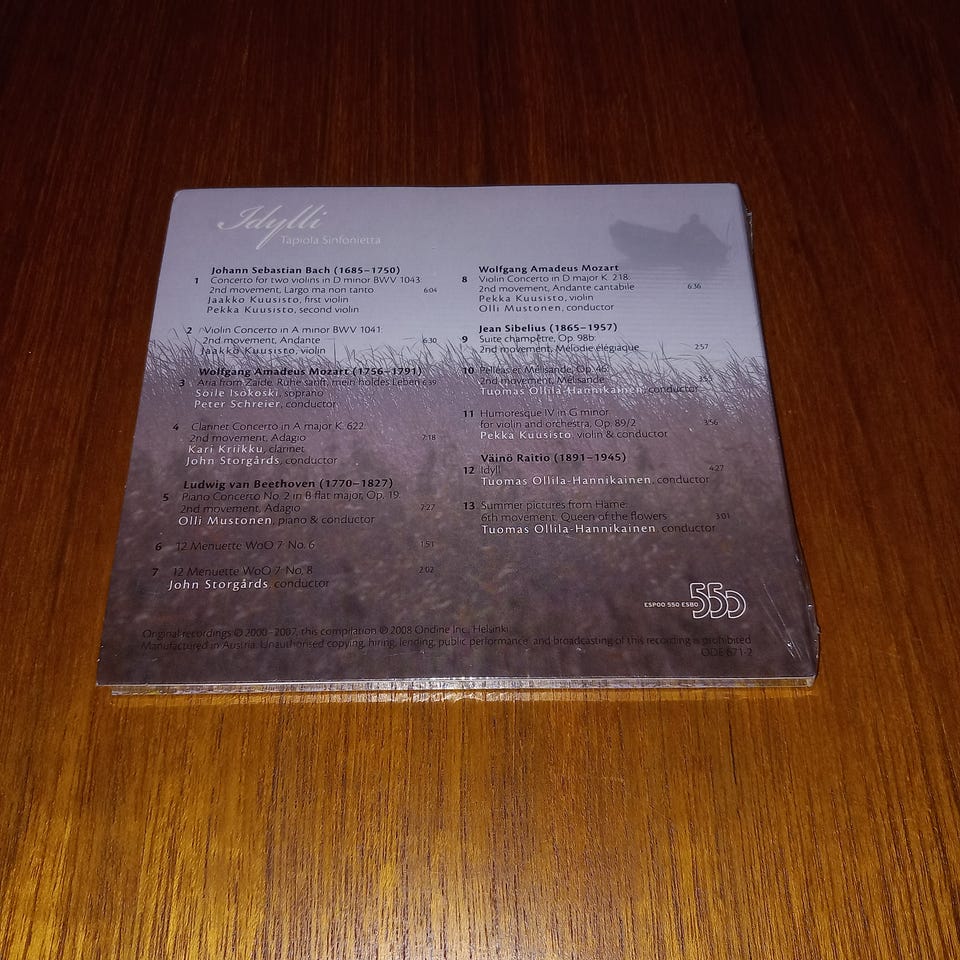 Idylli
Tapiola Sinfonietta
Johann Sebastian Bach (1685–1750)
1 Concerto for two violins in D minor BWV 1043:
2nd movement, Largo ma non tanto 6:04
Jaakko Kuusisto, first violin
Pekka Kuusisto, second violin
2 Violin Concerto in A minor BWV 1041:
2nd movement, Andante 6:30
Jaakko Kuusisto, violin
Wolfgang Amadeus Mozart (1756–1791)
3 Aria from Zaide: Ruhe sanft, mein holdes Leben 6:39
Soile Isokoski, soprano
Peter Schreier, conductor
4 Clarinet Concerto in A major K. 622:
2nd movement, Adagio 7:18
Kari Kriikku, clarinet
John Storgårds, conductor
Ludwig van Beethoven (1770–1827)
5 Piano Concerto No. 2 in B flat major, Op. 19:
2nd movement, Adagio 7:27
Olli Mustonen, piano & conductor
6 12 Menuette WoO 7: No. 6 1:51
7 12 Menuette WoO 7: No. 8 2:02
John Storgårds, conductor
Wolfgang Amadeus Mozart
8 Violin Concerto in D major K. 218:
2nd movement, Andante cantabile 6:36
Pekka Kuusisto, violin
Olli Mustonen, conductor
Jean Sibelius (1865–1957)
9 Suite champêtre, Op. 98b:
2nd movement, Mélodie élégiaque 2:57
10 Pelléas et Mélisande, Op. 46:
2nd movement, Mélisande
Tuomas Ollila-Hannikainen, conductor
11 Humoresque IV in G minor
for violin and orchestra, Op. 89/2 3:56
Pekka Kuusisto, violin & conductor
Väinö Raitio (1891–1945)
12 Idyll 4:27
Tuomas Ollila-Hannikainen, conductor
13 Summer pictures from Häme:
6th movement, Queen of the flowers 3:01
Tuomas Ollila-Hannikainen, conductor
ESPOO 550 ESBO 550
Original recordings ℗ 2000–2007, this compilation ℗ 2008 Ondine Inc., Helsinki
Manufactured in Austria. Unauthorised copying, hiring, lending, public performance and broadcasting of this recording is prohibited
ODE 671-2